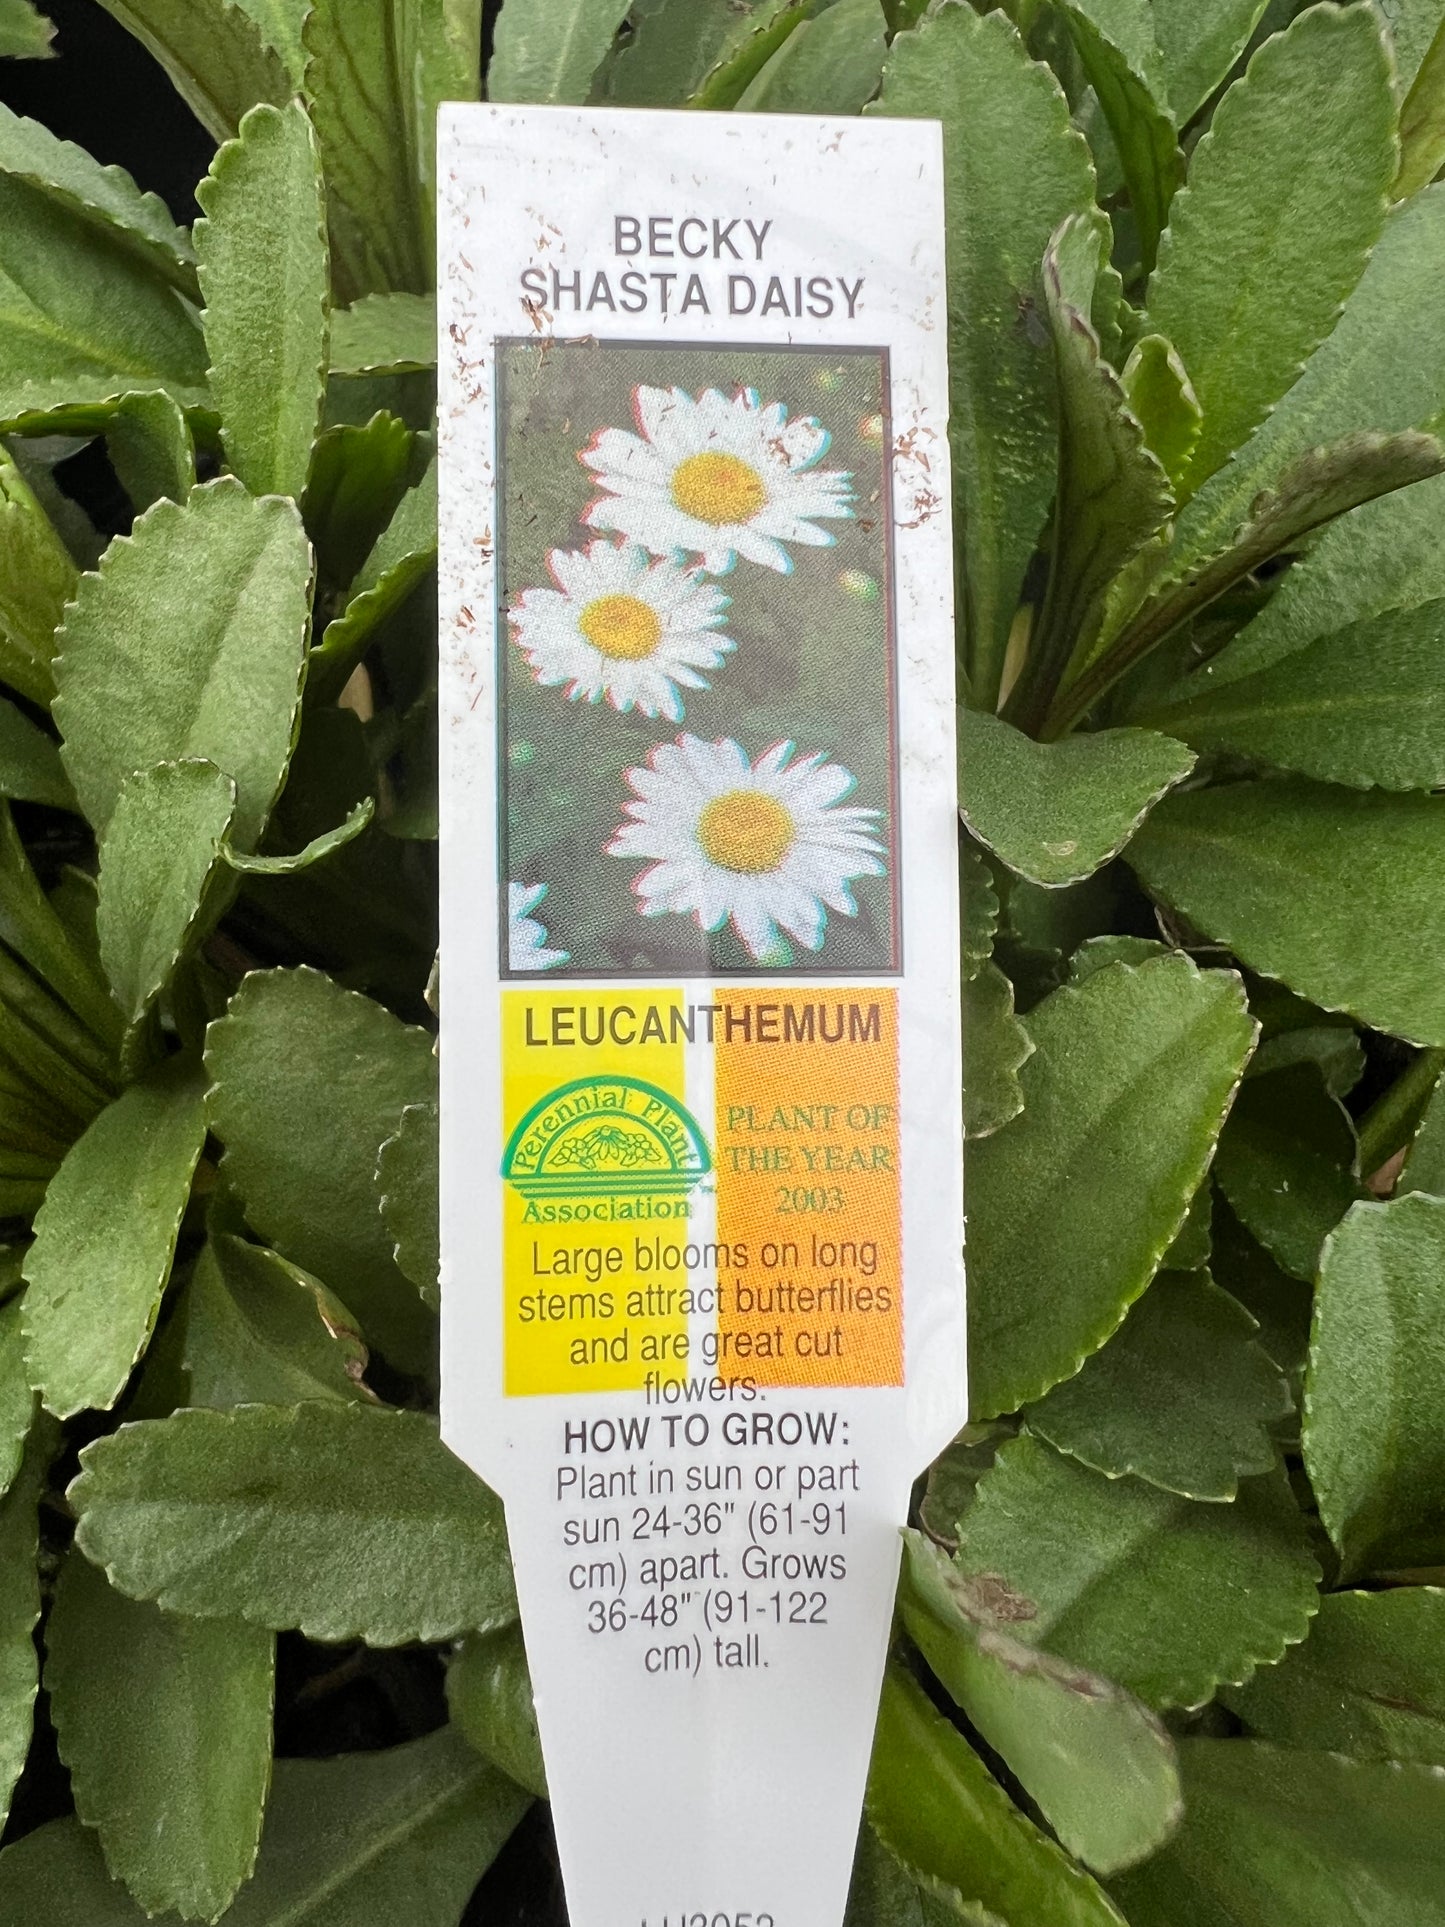 BECKY
SHASTA DAISY
LEUCANTHEMUM
Perennial Plant
Association
PLANT OF
THE YEAR
2003
Large blooms on long
stems attract butterflies
and are great cut
flowers.
HOW TO GROW:
Plant in sun or part
sun 24-36" (61-91
cm) apart. Grows
36-48" (91-122
cm) tall.